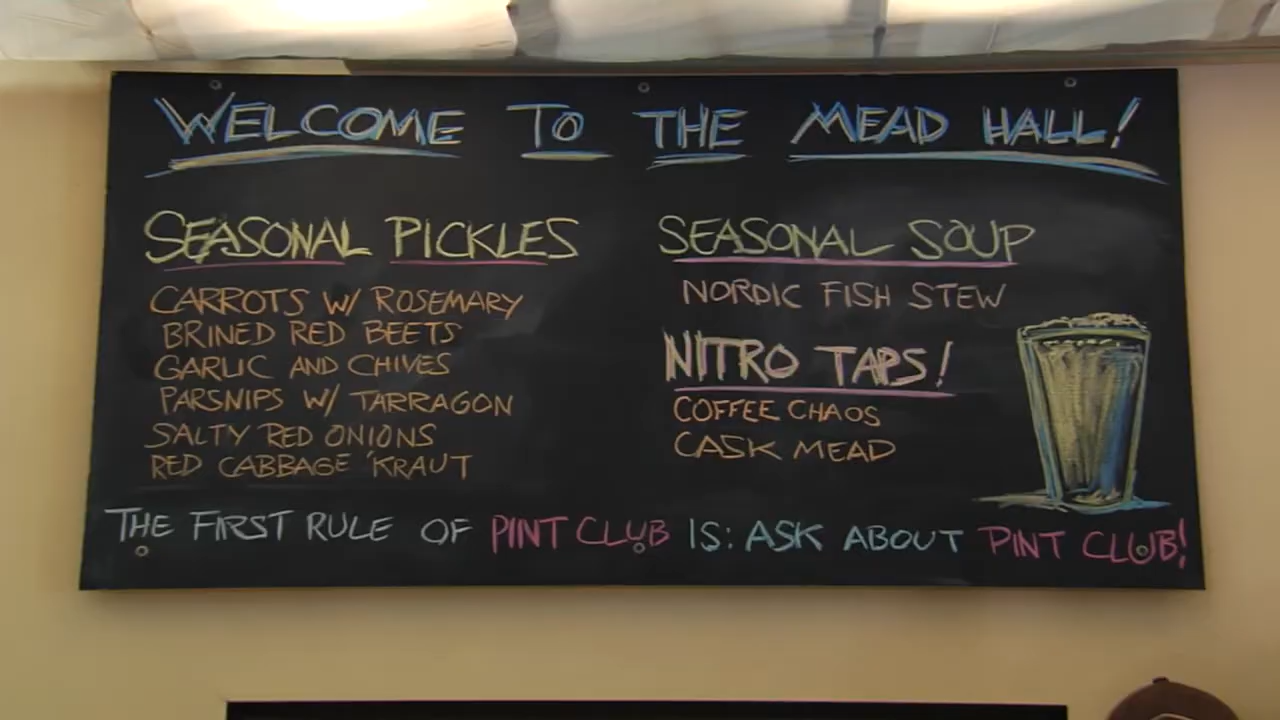 WELCOME TO THE MEAD HALL!
SEASONAL PICKLES
CARROTS W/ ROSEMARY
BRINED RED BEETS
GARLIC AND CHIVES
PARSNIPS W/ TARRAGON
SALTY RED ONIONS
RED CABBAGE 'KRAUT
SEASONAL SOUP
NORDIC FISH STEW
NITRO TAPS!
COFFEE CHAOS
CASK MEAD
THE FIRST RULE OF PINT CLUB IS: ASK ABOUT PINT CLUB!